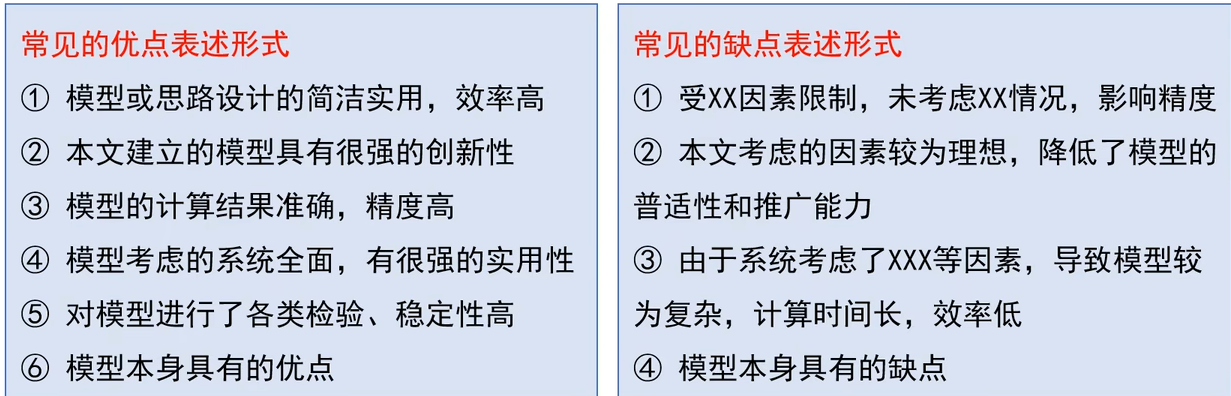 常见的优点表述形式
① 模型或思路设计的简洁实用，效率高
② 本文建立的模型具有很强的创新性
③ 模型的计算结果准确，精度高
④ 模型考虑的系统全面，有很强的实用性
⑤ 对模型进行了各类检验、稳定性高
⑥ 模型本身具有的优点
常见的缺点表述形式
① 受XX因素限制，未考虑XX情况，影响精度
② 本文考虑的因素较为理想，降低了模型的
普适性和推广能力
③ 由于系统考虑了XXX等因素，导致模型较
为复杂，计算时间长，效率低
④ 模型本身具有的缺点